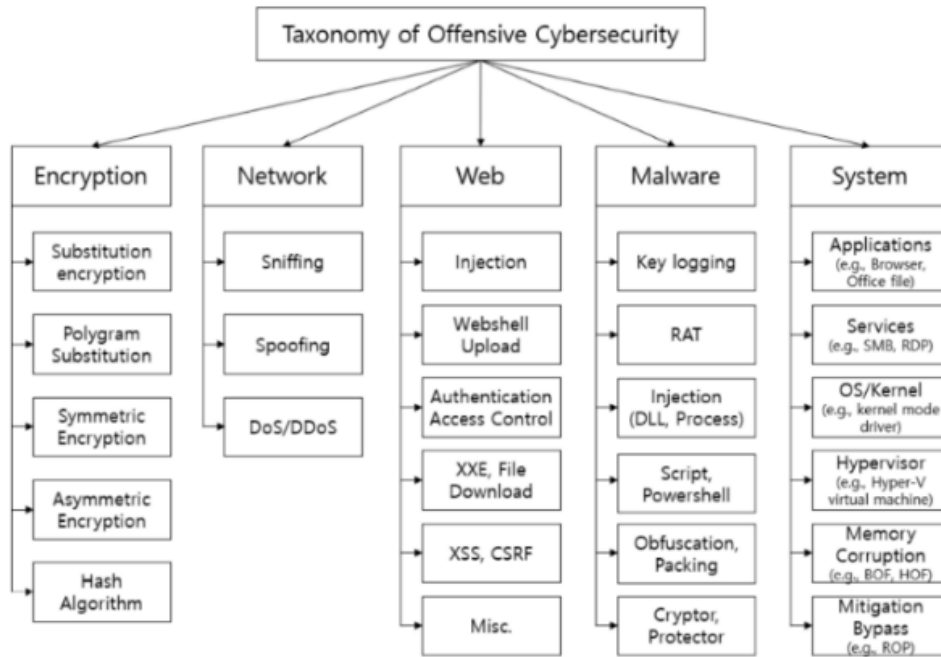 Taxonomy of Offensive Cybersecurity
Encryption
Substitution
encryption
Polygram
Substitution
Symmetric
Encryption
Asymmetric
Encryption
Hash
Algorithm
Network
Sniffing
Spoofing
DoS/DDoS
Web
Injection
Webshell
Upload
Authentication
Access Control
XXE, File
Download
XSS, CSRF
Misc.
Malware
Key logging
RAT
Injection
(DLL, Process)
Script,
Powershell
Obfuscation,
Packing
Cryptor,
Protector
System
Applications
(e.g., Browser,
Office file)
Services
(e.g., SMB, RDP)
OS/Kernel
(e.g., kernel mode
driver)
Hypervisor
(e.g., Hyper-V
virtual machine)
Memory
Corruption
(e.g., BOF, HOF)
Mitigation
Bypass
(e.g., ROP)